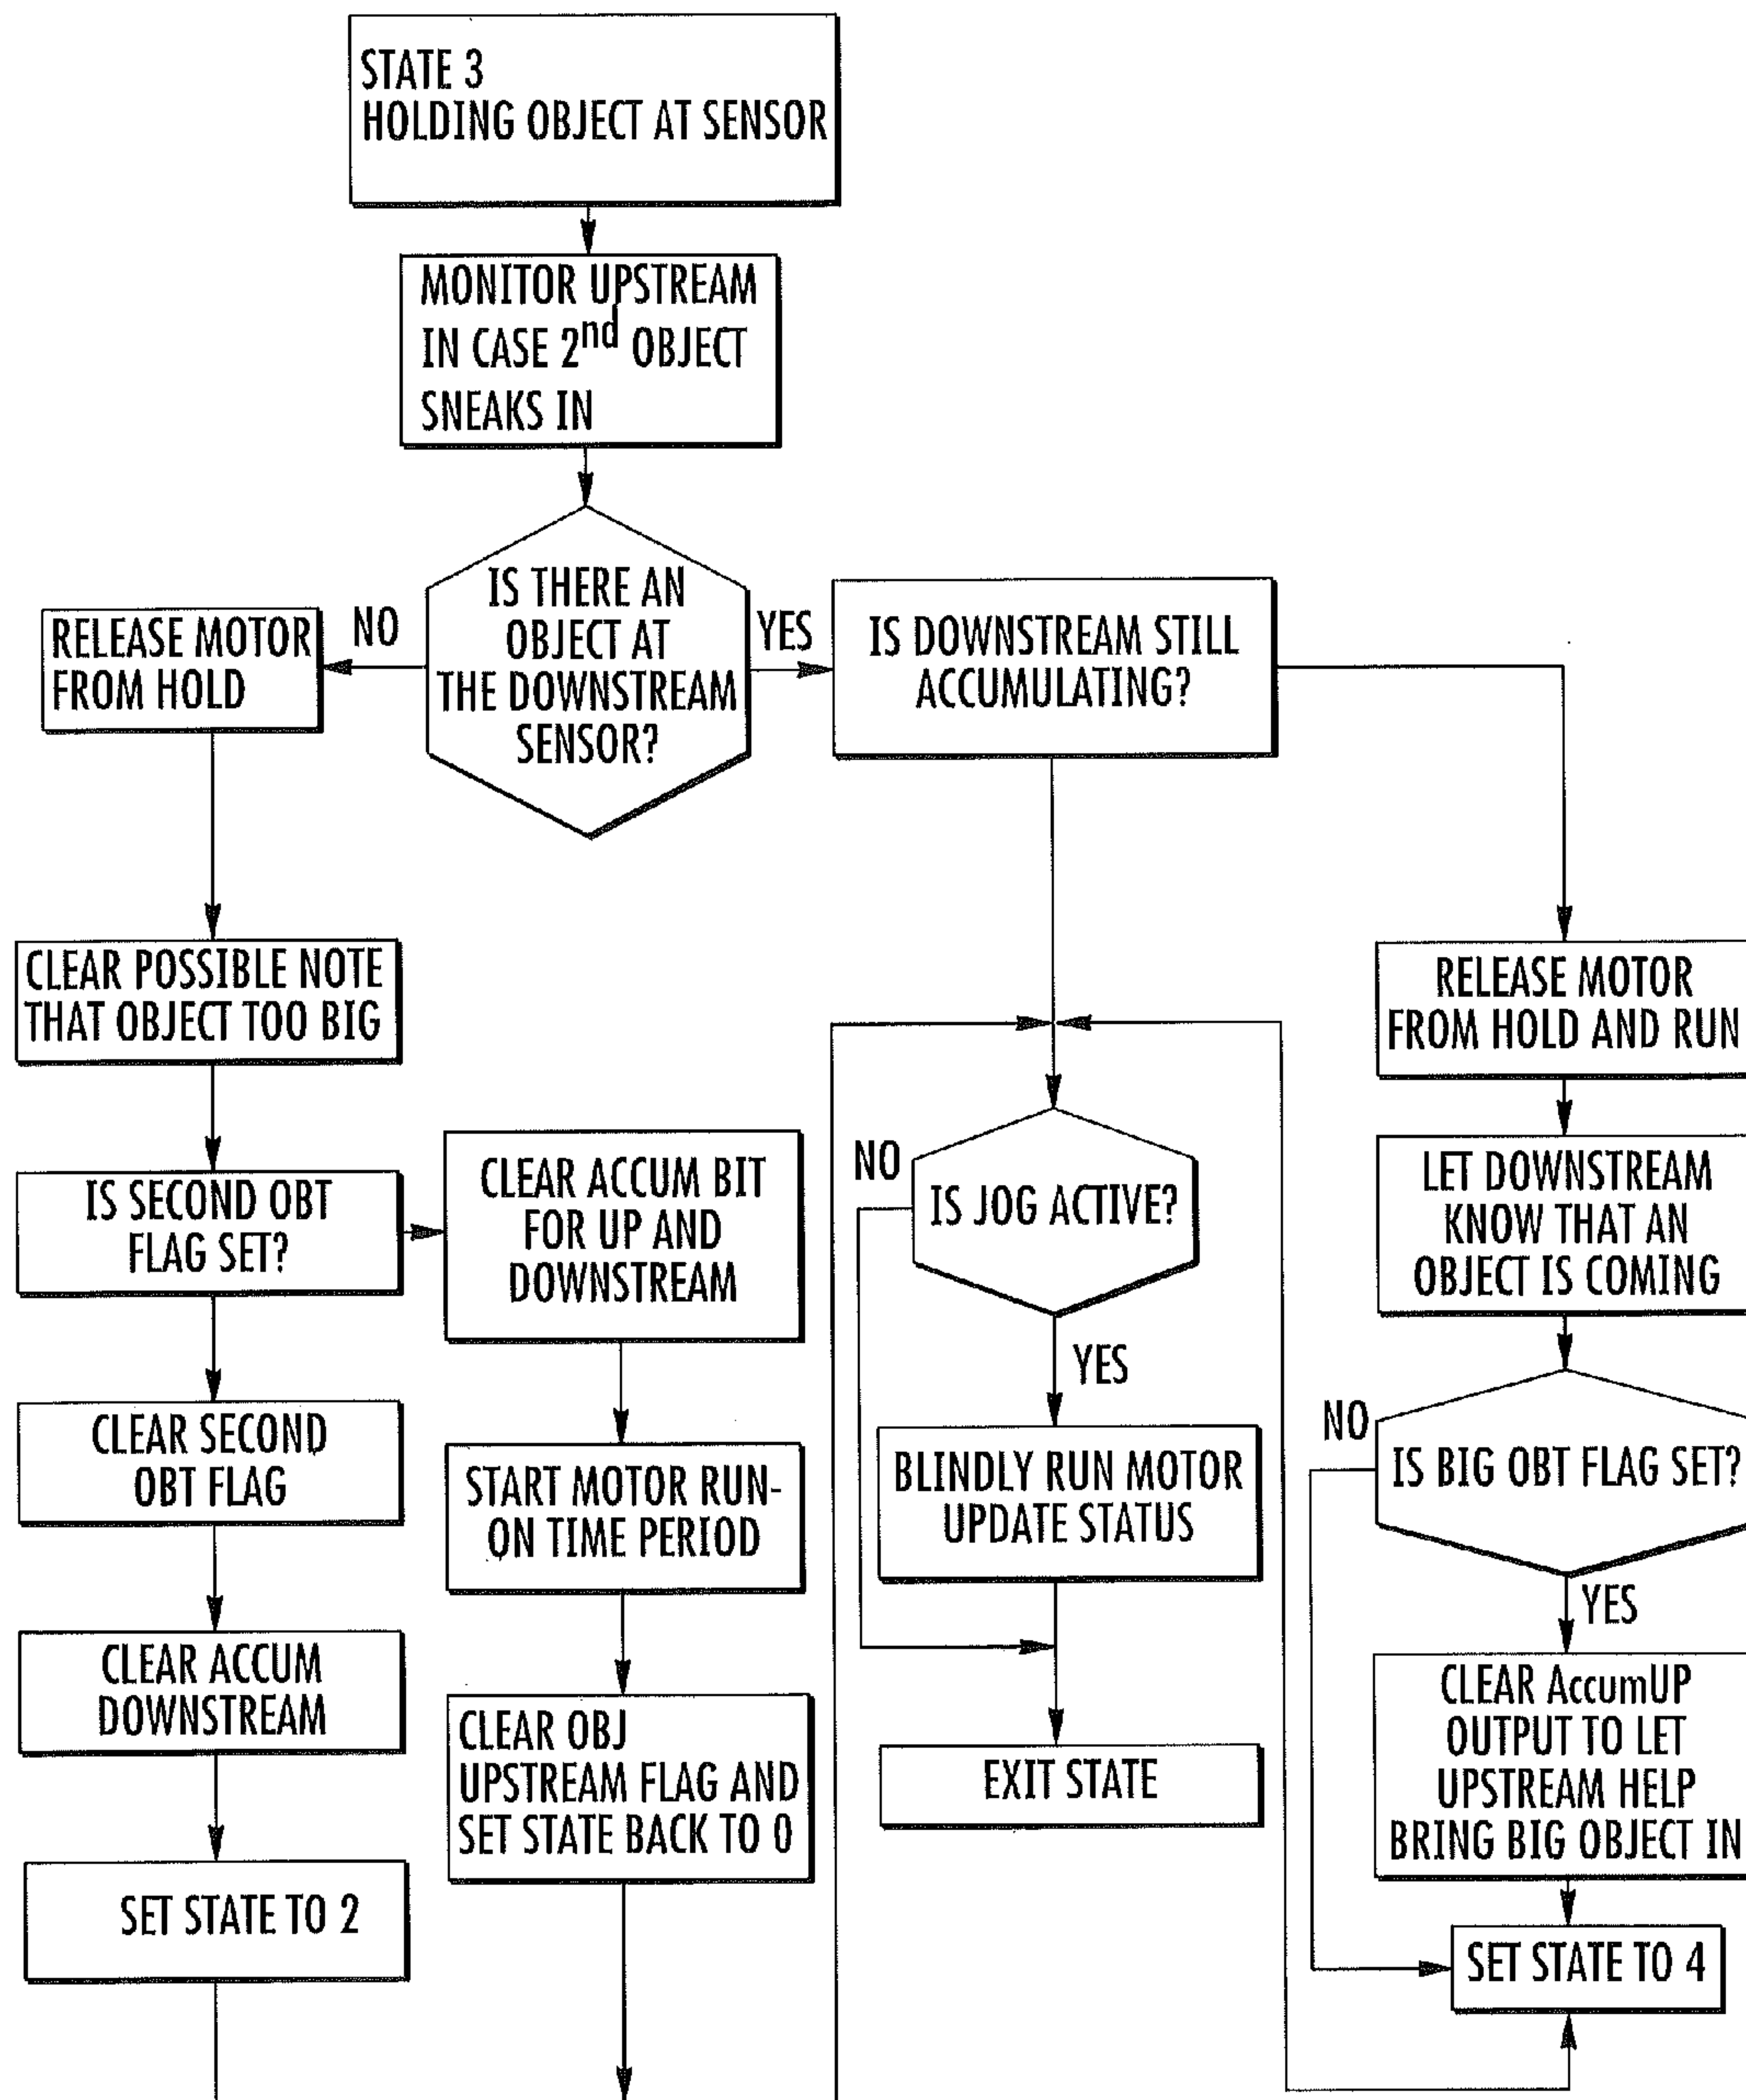 STATE 3
HOLDING OBJECT AT SENSOR
MONITOR UPSTREAM
IN CASE 2nd OBJECT
SNEAKS IN
IS THERE AN
OBJECT AT
THE DOWNSTREAM
SENSOR?
NO
RELEASE MOTOR
FROM HOLD
YES
IS DOWNSTREAM STILL
ACCUMULATING?
CLEAR POSSIBLE NOTE
THAT OBJECT TOO BIG
IS SECOND OBT
FLAG SET?
CLEAR SECOND
OBT FLAG
CLEAR ACCUM
DOWNSTREAM
SET STATE TO 2
CLEAR ACCUM BIT
FOR UP AND
DOWNSTREAM
START MOTOR RUN-
ON TIME PERIOD
CLEAR OBJ
UPSTREAM FLAG AND
SET STATE BACK TO 0
NO
IS JOG ACTIVE?
YES
BLINDLY RUN MOTOR
UPDATE STATUS
EXIT STATE
RELEASE MOTOR
FROM HOLD AND RUN
LET DOWNSTREAM
KNOW THAT AN
OBJECT IS COMING
NO
IS BIG OBT FLAG SET?
YES
CLEAR AccumUP
OUTPUT TO LET
UPSTREAM HELP
BRING BIG OBJECT IN
SET STATE TO 4